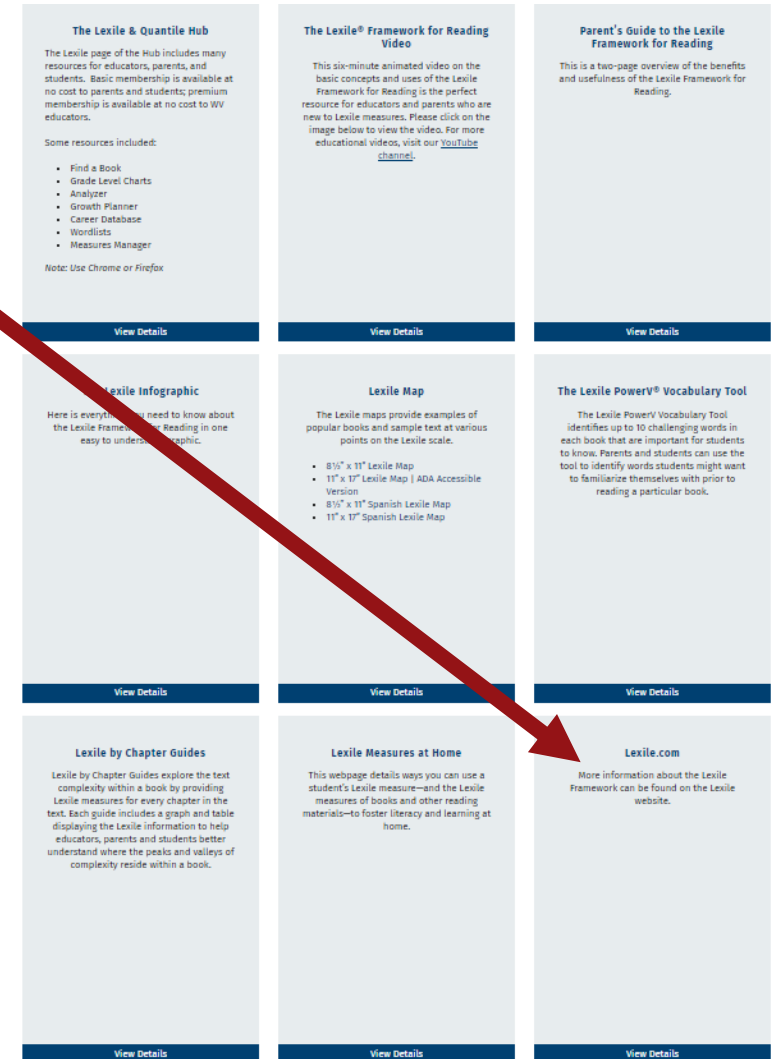 The Lexile & Quantile Hub
The Lexile page of the Hub includes many
resources for educators, parents, and
students. Basic membership is available at
no cost to parents and students; premium
membership is available at no cost to WV
educators.
Some resources included:
• Find a Book
• Grade Level Charts
• Analyzer
• Growth Planner
• Career Database
• Wordlists
• Measures Manager
Note: Use Chrome or Firefox
View Details
The Lexile® Framework for Reading
Video
This six-minute animated video on the
basic concepts and uses of the Lexile
Framework for Reading is the perfect
resource for educators and parents who are
new to Lexile measures. Please click on the
image below to view the video. For more
educational videos, visit our YouTube
channel.
View Details
Parent's Guide to the Lexile
Framework for Reading
This is a two-page overview of the benefits
and usefulness of the Lexile Framework for
Reading.
View Details
Lexile Infographic
Here is need to know about
the Lexile for Reading in one
easy to
View Details
Lexile Map
The Lexile maps provide examples of
popular books and sample text at various
points on the Lexile scale.
• 8½" x 11" Lexile Map
• 11" x 17" Lexile Map | ADA Accessible
Version
• 8½" x 11" Spanish Lexile Map
• 11" x 17" Spanish Lexile Map
View Details
The Lexile PowerV® Vocabulary Tool
The Lexile PowerV Vocabulary Tool
identifies up to 10 challenging words in
each book that are important for students
to know. Parents and students can use the
tool to identify words students might want
to familiarize themselves with prior to
reading a particular book.
View Details
Lexile by Chapter Guides
Lexile by Chapter Guides explore the text
complexity within a book by providing
Lexile measures for every chapter in the
text. Each guide includes a graph and table
displaying the Lexile information to help
educators, parents and students better
understand where the peaks and valleys of
complexity reside within a book.
View Details
Lexile Measures at Home
This webpage details ways you can use a
student's Lexile measure—and the Lexile
measures of books and other reading
materials—to foster literacy and learning at
home.
View Details
Lexile.com
More information about the Lexile
Framework can be found on the Lexile
website.
View Details